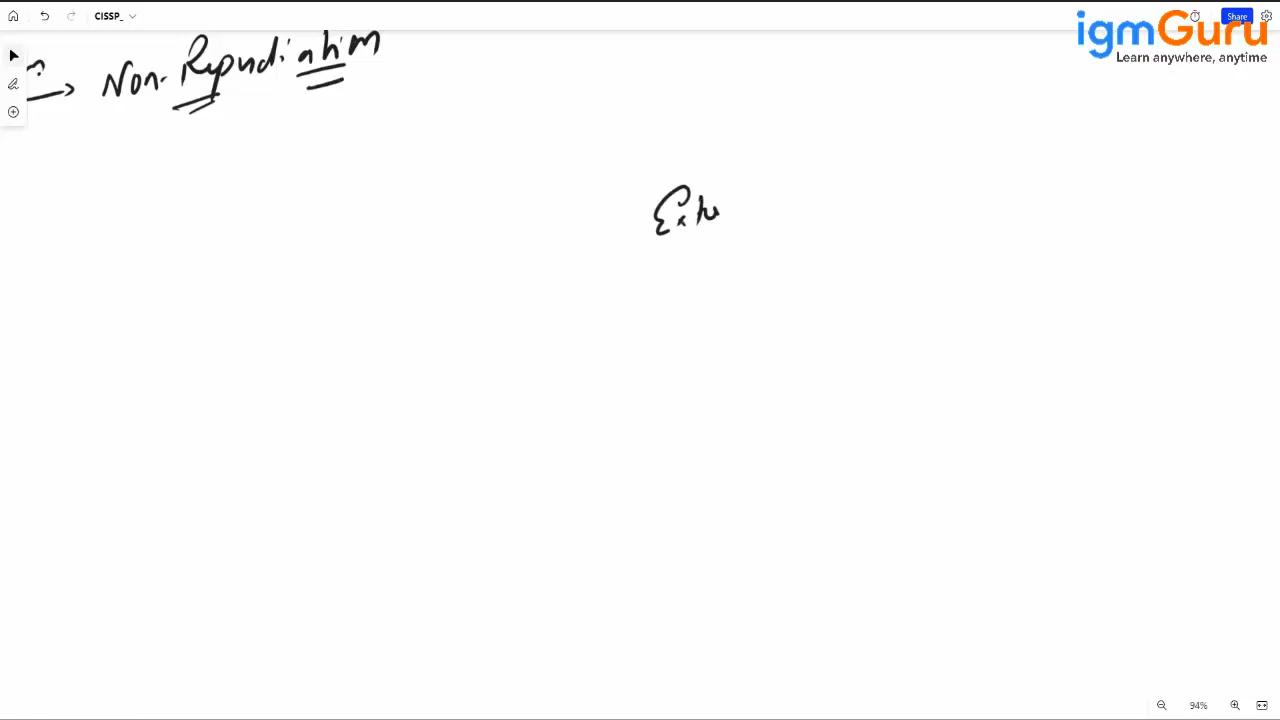 CISSP_
Share
igmGuru
Learn anywhere, anytime
Non-Repudiation
94%